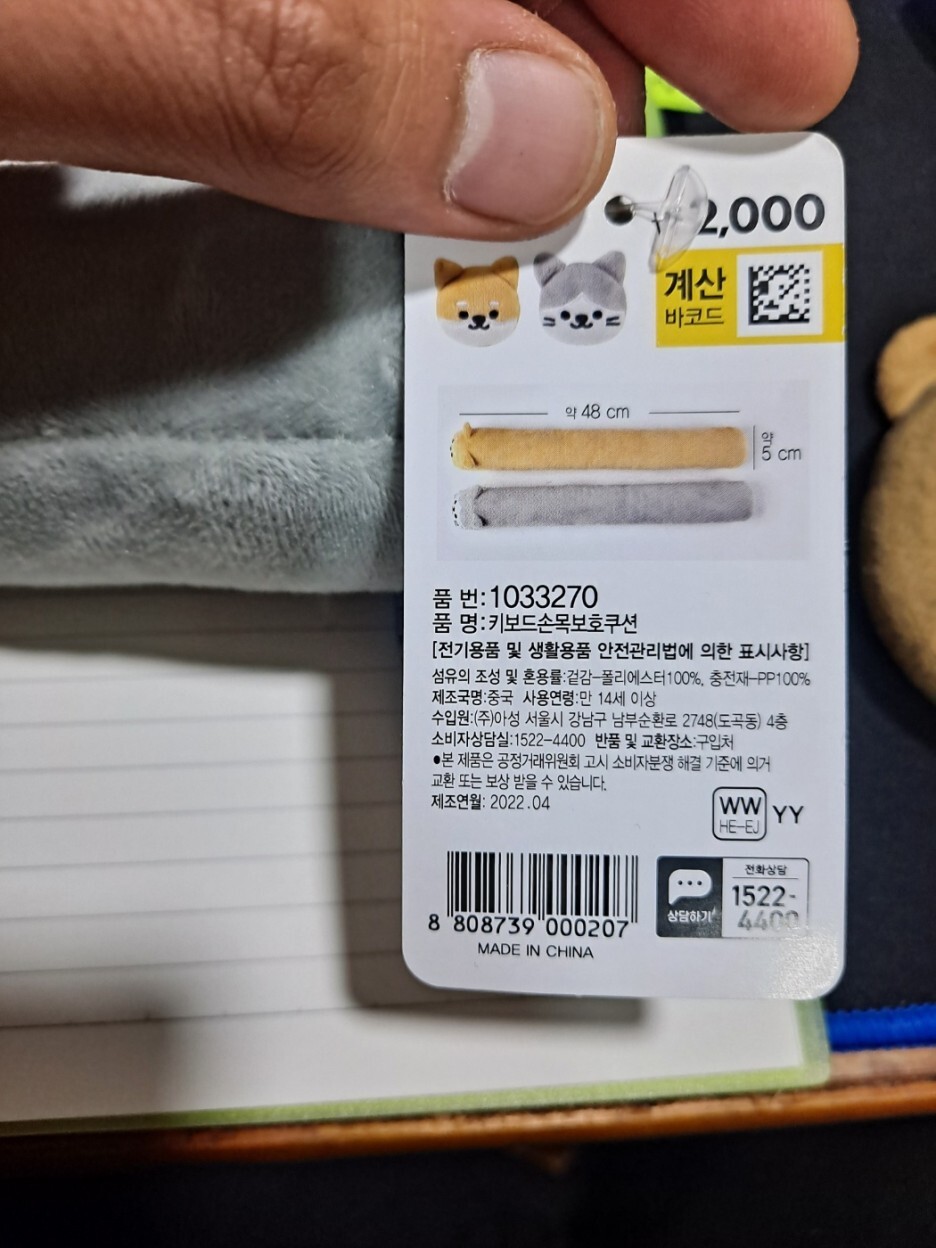 2,000
계산
바코드
약 48 cm
약
5 cm
품 번:1033270
품 명:키보드손목보호쿠션
[전기용품 및 생활용품 안전관리법에 의한 표시사항]
섬유의 조성 및 혼용률:겉감-폴리에스터100%, 충전재-PP100%
제조국명:중국 사용연령:만 14세 이상
수입원:(주)아성 서울시 강남구 남부순환로 2748(도곡동) 4층
소비자상담실:1522-4400 반품 및 교환장소:구입처
•본 제품은 공정거래위원회 고시 소비자분쟁 해결 기준에 의거
교환 또는 보상 받을 수 있습니다.
제조연월: 2022.04
WW
HE-EJ
YY
8 808739 000207
MADE IN CHINA
상담하기
전화상담
1522-
4400